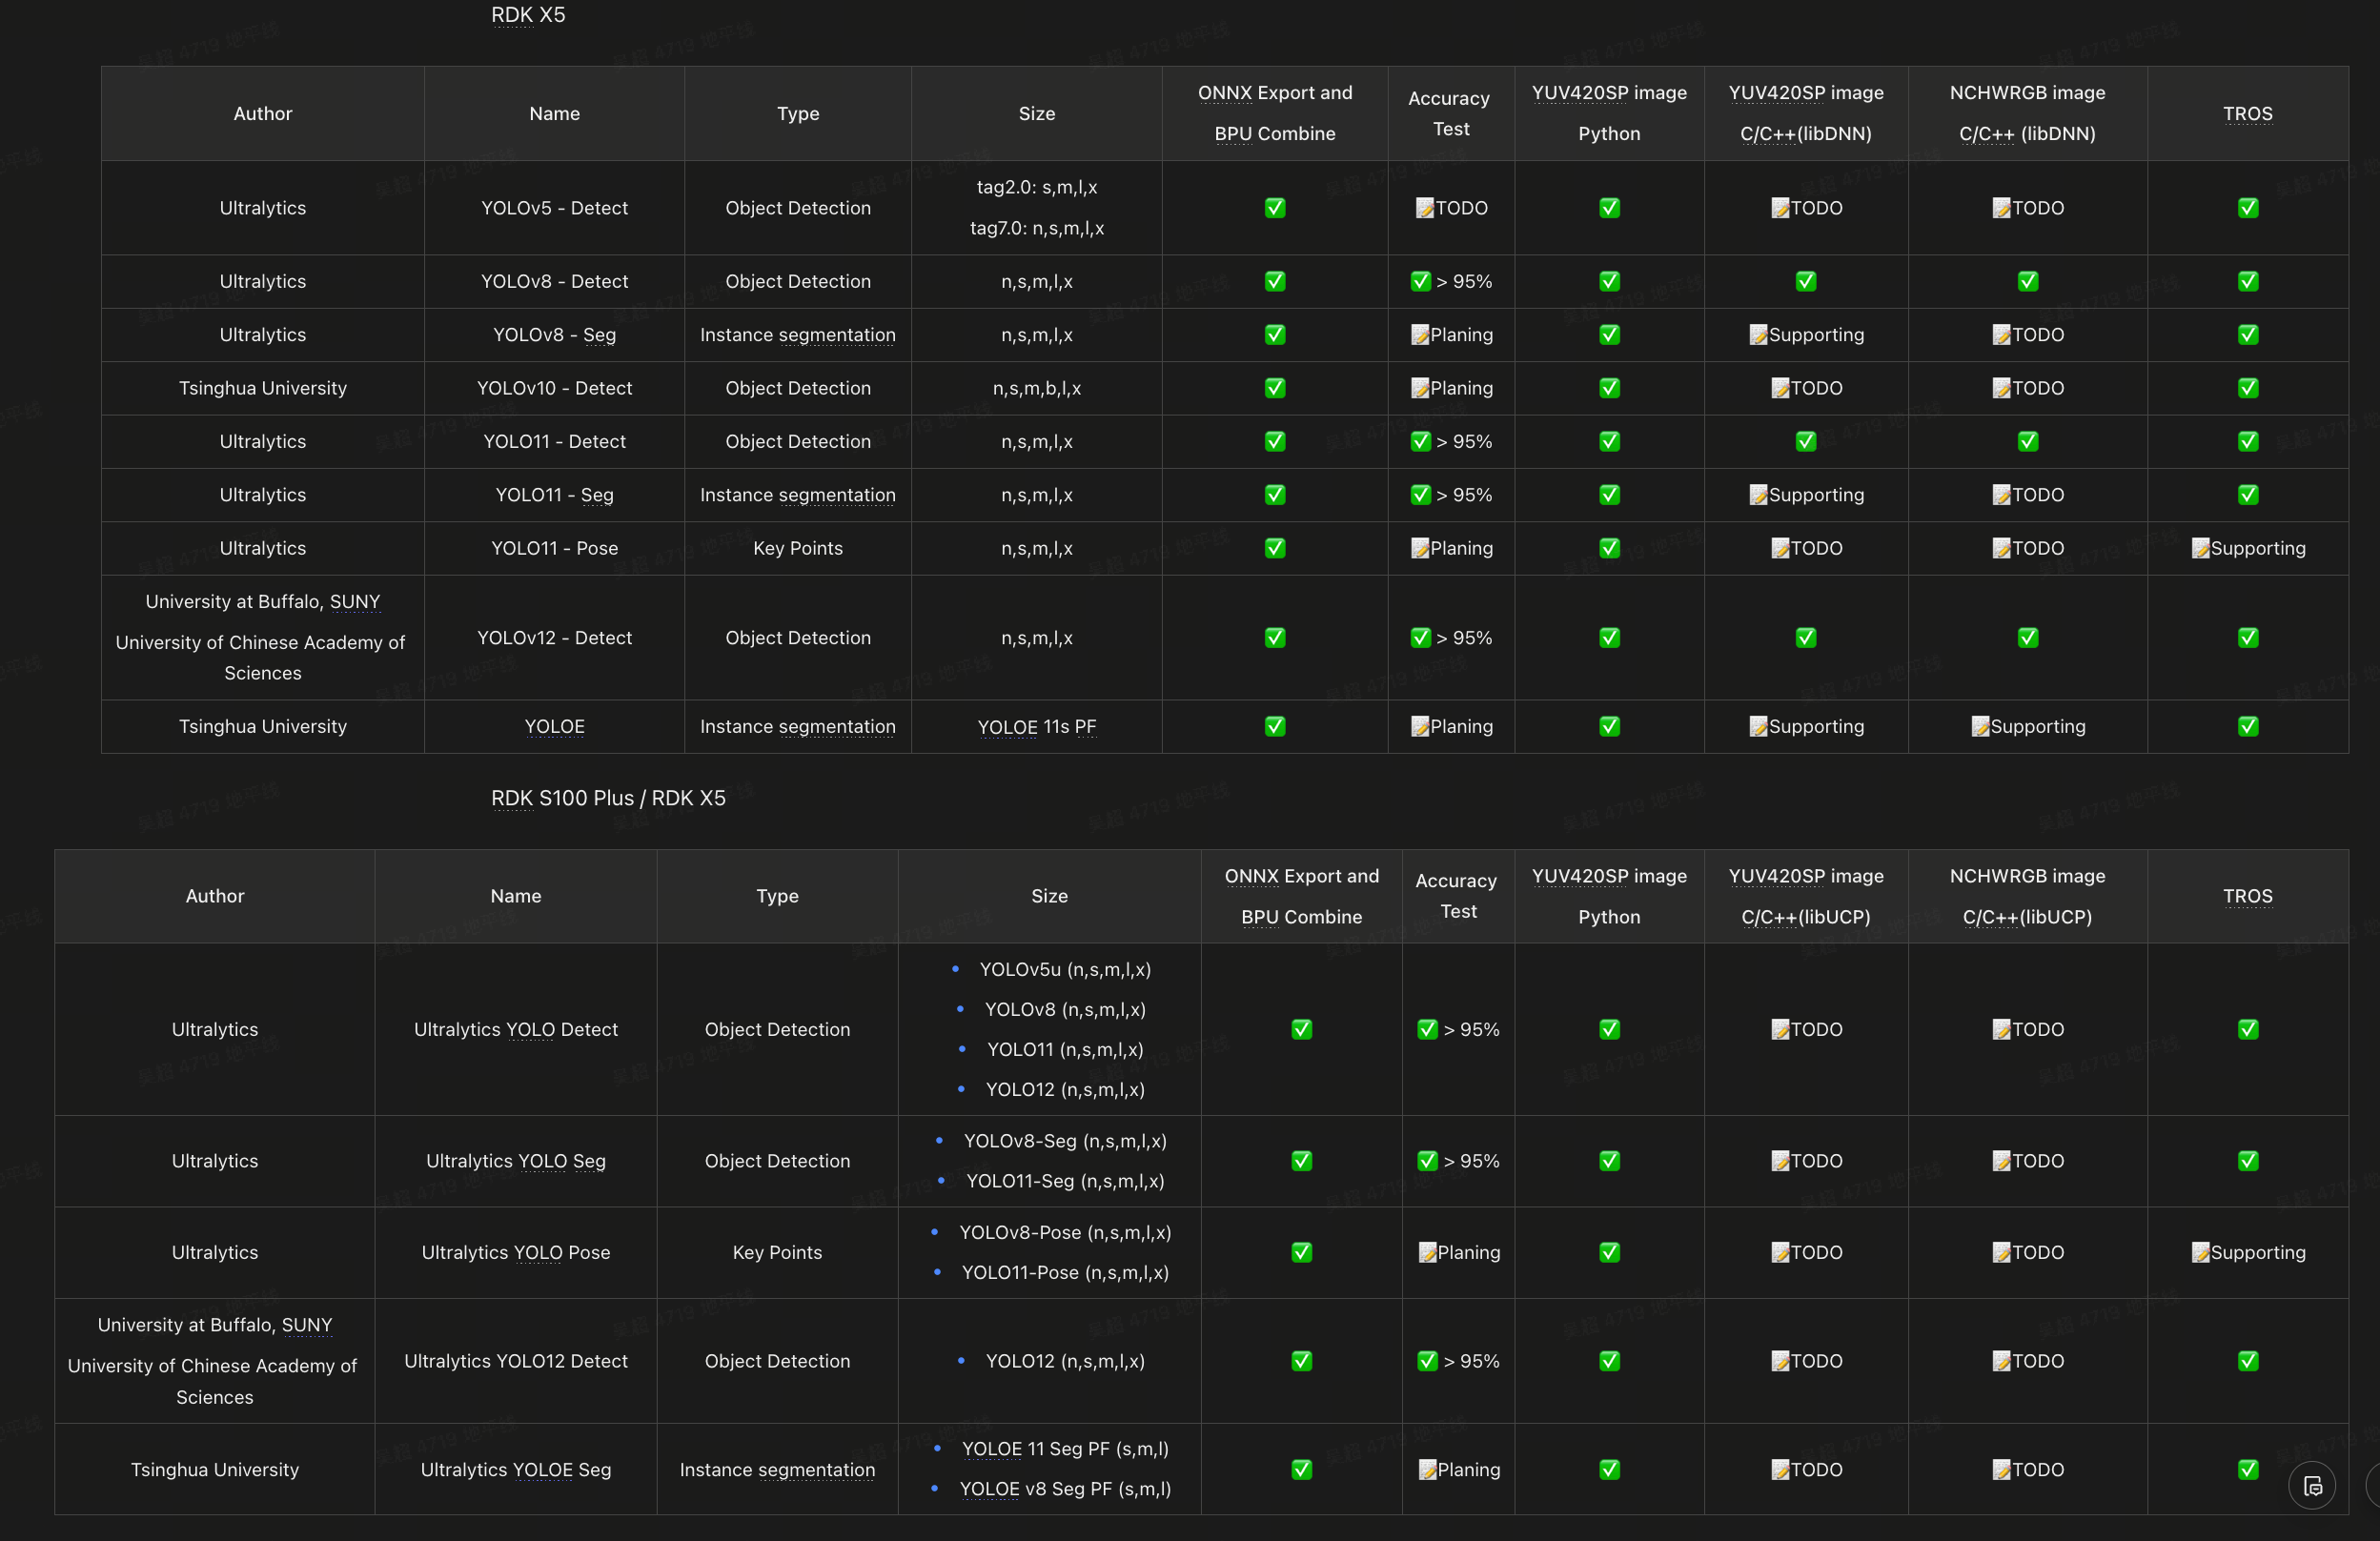 RDK X5
Author	Name	Type	Size	ONNX Export and BPU Combine	Accuracy Test	YUV420SP image Python	YUV420SP image C/C++(libDNN)	NCHWRGB image C/C++ (libDNN)	TROS
Ultralytics	YOLOv5 - Detect	Object Detection	tag2.0: s,m,l,x tag7.0: n,s,m,l,x	✅	📝TODO	✅	📝TODO	📝TODO	✅
Ultralytics	YOLOv8 - Detect	Object Detection	n,s,m,l,x	✅	✅ > 95%	✅	✅	✅	✅
Ultralytics	YOLOv8 - Seg	Instance segmentation	n,s,m,l,x	✅	📝Planing	✅	📝Supporting	📝TODO	✅
Tsinghua University	YOLOv10 - Detect	Object Detection	n,s,m,b,l,x	✅	📝Planing	✅	📝TODO	📝TODO	✅
Ultralytics	YOLO11 - Detect	Object Detection	n,s,m,l,x	✅	✅ > 95%	✅	✅	✅	✅
Ultralytics	YOLO11 - Seg	Instance segmentation	n,s,m,l,x	✅	✅ > 95%	✅	📝Supporting	📝TODO	✅
Ultralytics	YOLO11 - Pose	Key Points	n,s,m,l,x	✅	📝Planing	✅	📝TODO	📝TODO	📝Supporting
University at Buffalo, SUNY University of Chinese Academy of Sciences	YOLOv12 - Detect	Object Detection	n,s,m,l,x	✅	✅ > 95%	✅	✅	✅	✅
Tsinghua University	YOLOE	Instance segmentation	YOLOE 11s PF	✅	📝Planing	✅	📝Supporting	📝Supporting	✅
RDK S100 Plus / RDK X5
Author	Name	Type	Size	ONNX Export and BPU Combine	Accuracy Test	YUV420SP image Python	YUV420SP image C/C++(libUCP)	NCHWRGB image C/C++(libUCP)	TROS
Ultralytics	Ultralytics YOLO Detect	Object Detection	• YOLOv5u (n,s,m,l,x) • YOLOv8 (n,s,m,l,x) • YOLO11 (n,s,m,l,x) • YOLO12 (n,s,m,l,x)	✅	✅ > 95%	✅	📝TODO	📝TODO	✅
Ultralytics	Ultralytics YOLO Seg	Object Detection	• YOLOv8-Seg (n,s,m,l,x) • YOLO11-Seg (n,s,m,l,x)	✅	✅ > 95%	✅	📝TODO	📝TODO	✅
Ultralytics	Ultralytics YOLO Pose	Key Points	• YOLOv8-Pose (n,s,m,l,x) • YOLO11-Pose (n,s,m,l,x)	✅	📝Planing	✅	📝TODO	📝TODO	📝Supporting
University at Buffalo, SUNY University of Chinese Academy of Sciences	Ultralytics YOLO12 Detect	Object Detection	• YOLO12 (n,s,m,l,x)	✅	✅ > 95%	✅	📝TODO	📝TODO	✅
Tsinghua University	Ultralytics YOLOE Seg	Instance segmentation	• YOLOE 11 Seg PF (s,m,l) • YOLOE v8 Seg PF (s,m,l)	✅	📝Planing	✅	📝TODO	📝TODO	✅